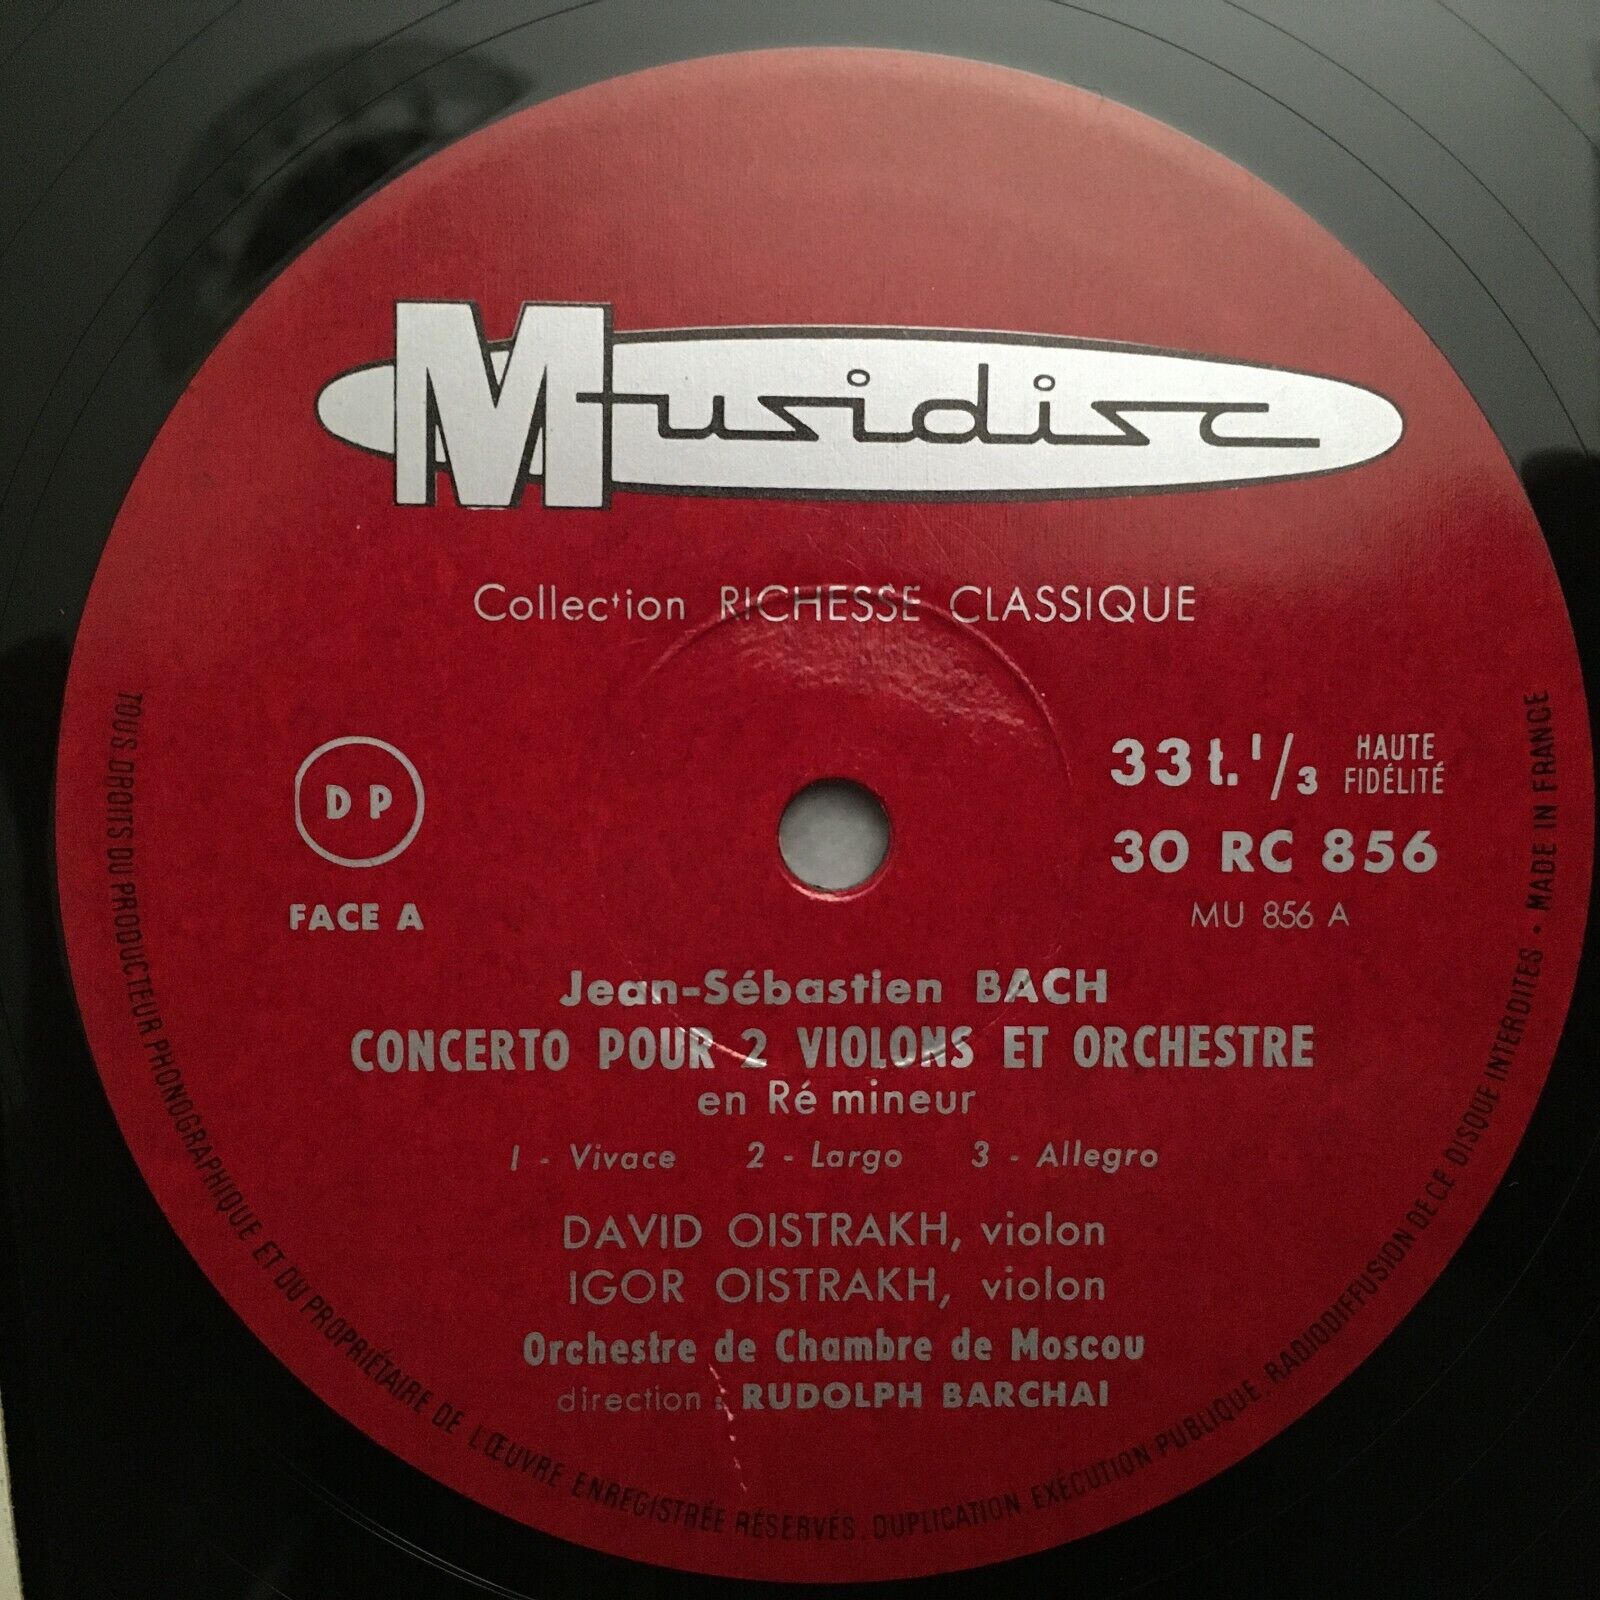 Musidisc
Collection RICHESSE CLASSIQUE
DP
FACE A
33 t. 1/3 HAUTE FIDÉLITÉ
30 RC 856
MU 856 A
Jean-Sébastien BACH
CONCERTO POUR 2 VIOLONS ET ORCHESTRE
en Ré mineur
1 - Vivace 2 - Largo 3 - Allegro
DAVID OISTRAKH, violon
IGOR OISTRAKH, violon
Orchestre de Chambre de Moscou
direction : RUDOLPH BARCHAI
TOUS DROITS DU PRODUCTEUR PHONOGRAPHIQUE ET DU PROPRIÉTAIRE DE L'ŒUVRE ENREGISTRÉE RÉSERVÉS. DUPLICATION, EXÉCUTION PUBLIQUE, RADIODIFFUSION DE CE DISQUE INTERDITES • MADE IN FRANCE